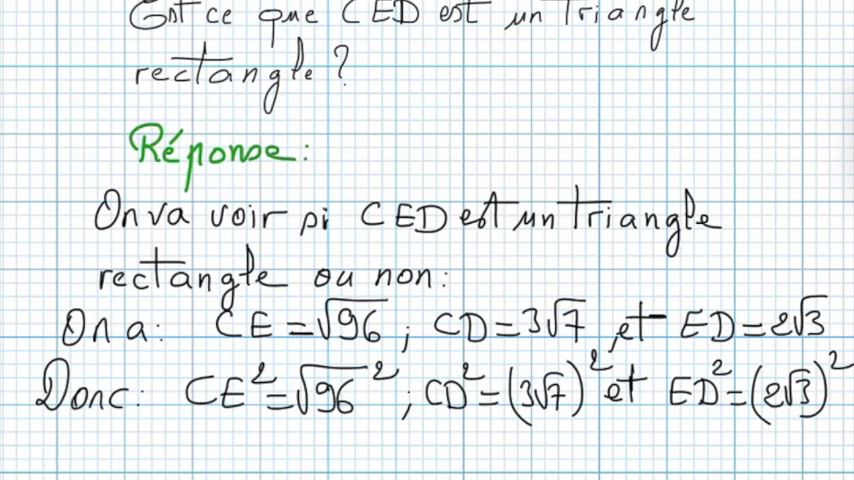 Est ce que CED est un triangle
rectangle ?
Réponse :
On va voir si CED est un triangle
rectangle ou non :
On a : CE = √96 ; CD = 3√7 , et ED = 2√3
Donc : CE² = √96² ; CD² = (3√7)² et ED² = (2√3)²